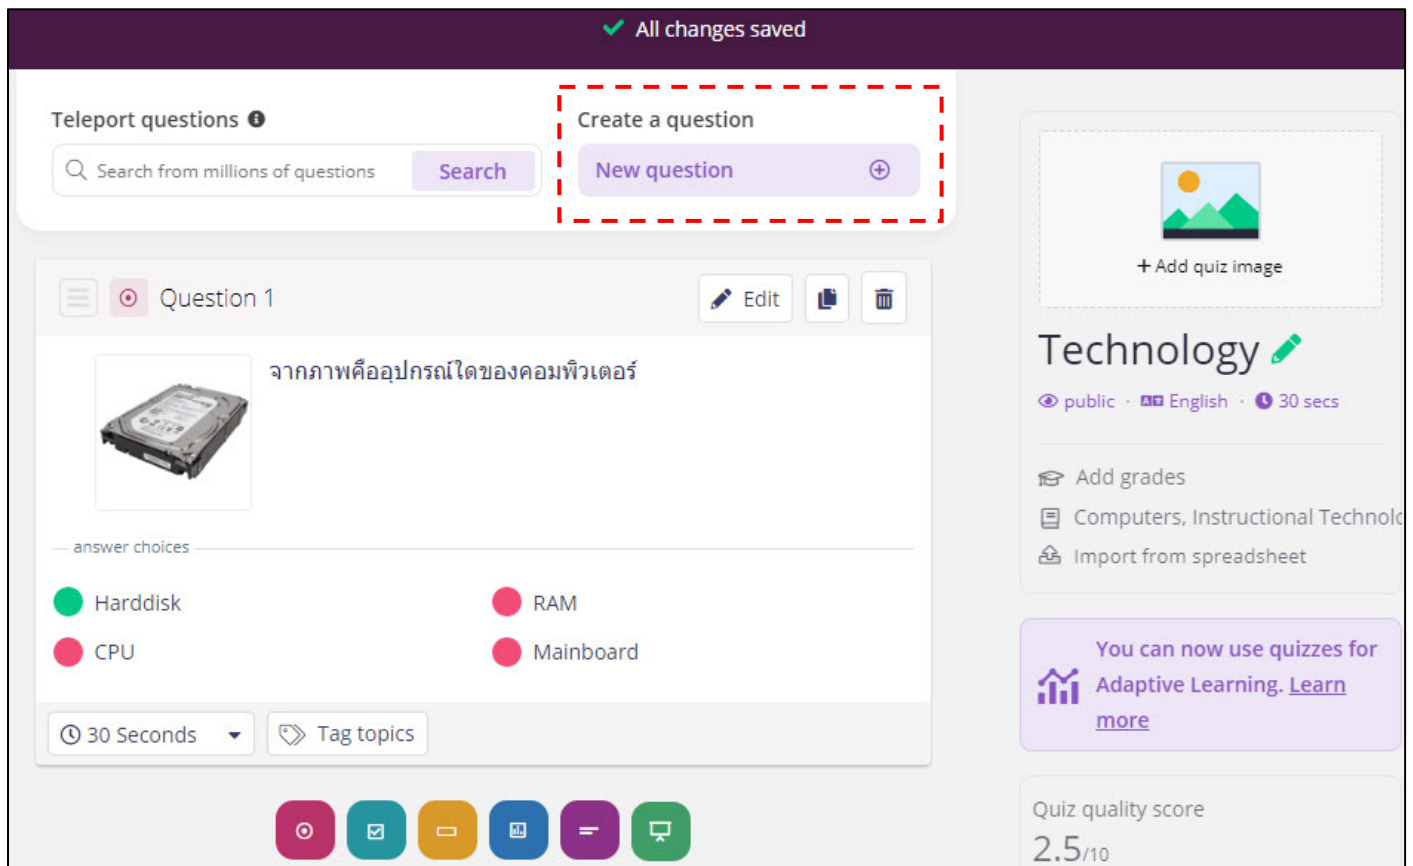 All changes saved
Teleport questions
Search from millions of questions
Search
Create a question
New question
Question 1
Edit
จากภาพคืออุปกรณ์ใดของคอมพิวเตอร์
answer choices
Harddisk
RAM
CPU
Mainboard
30 Seconds
Tag topics
+ Add quiz image
Technology
public · English · 30 secs
Add grades
Computers, Instructional Technolo
Import from spreadsheet
You can now use quizzes for
Adaptive Learning. Learn
more
Quiz quality score
2.5/10